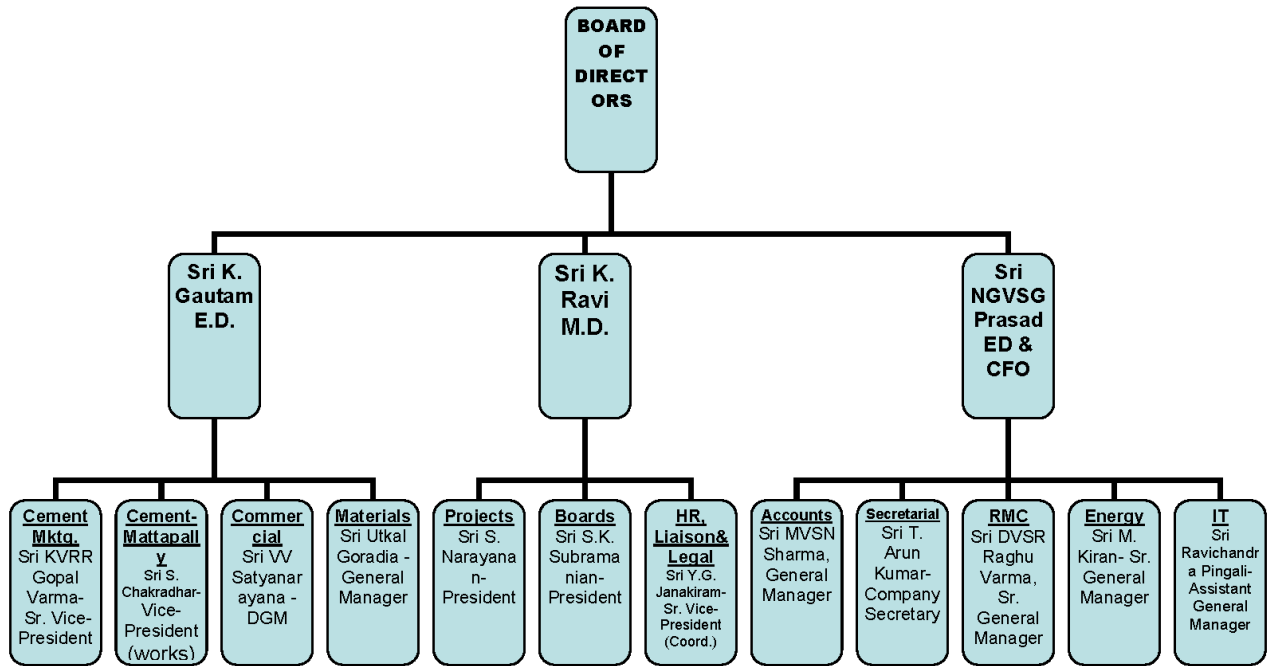 BOARD
OF
DIRECT
ORS
Sri K.
Gautam
E.D.
Sri K.
Ravi
M.D.
Sri
NGVSG
Prasad
ED &
CFO
Cement
Mktg.
Sri KVRR
Gopal
Varma-
Sr. Vice-
President
Cement-
Mattapall
y
Sri S.
Chakradhar-
Vice-
President
(works)
Commer
cial
Sri VV
Satyanar
ayana -
DGM
Materials
Sri Utkal
Goradia -
General
Manager
Projects
Sri S.
Narayana
n-
President
Boards
Sri S.K.
Subrama
nian-
President
HR,
Liaison&
Legal
Sri Y.G.
Janakiram-
Sr. Vice-
President
(Coord.)
Accounts
Sri MVSN
Sharma,
General
Manager
Secretarial
Sri T.
Arun
Kumar-
Company
Secretary
RMC
Sri DVSR
Raghu
Varma,
Sr.
General
Manager
Energy
Sri M.
Kiran- Sr.
General
Manager
IT
Sri
Ravichandr
a Pingali-
Assistant
General
Manager